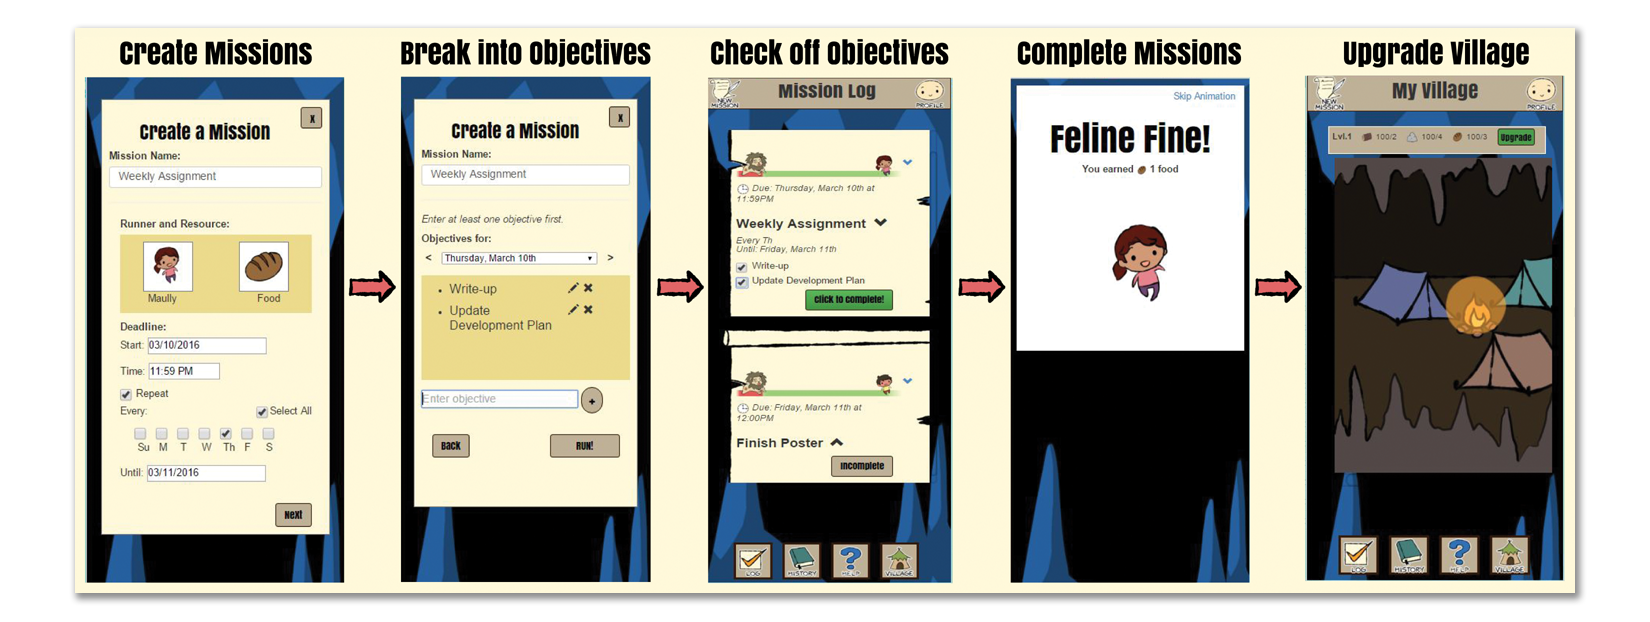 Create Missions
Break into Objectives
Check off Objectives
Complete Missions
Upgrade Village
X
Create a Mission
Mission Name:
Weekly Assignment
Runner and Resource:
Maully
Food
Deadline:
Start: 03/10/2016
Time: 11:59 PM
Repeat
Every:
Select All
Su M T W Th F S
Until: 03/11/2016
Next
X
Create a Mission
Mission Name:
Weekly Assignment
Enter at least one objective first.
Objectives for:
< Thursday, March 10th >
• Write-up
• Update
Development Plan
Enter objective
+
Back
RUN!
NEW
MISSION
Mission Log
PROFILE
Due: Thursday, March 10th at
11:59PM
Weekly Assignment
Every Th
Until: Friday, March 11th
Write-up
Update Development Plan
Click to complete!
Due: Friday, March 11th at
12:00PM
Finish Poster
Incomplete
LOG
HISTORY
HELP
VILLAGE
Skip Animation
Feline Fine!
You earned 1 food
NEW
MISSION
My Village
PROFILE
Lvl.1 100/2 100/4 100/3 Upgrade
LOG
HISTORY
HELP
VILLAGE